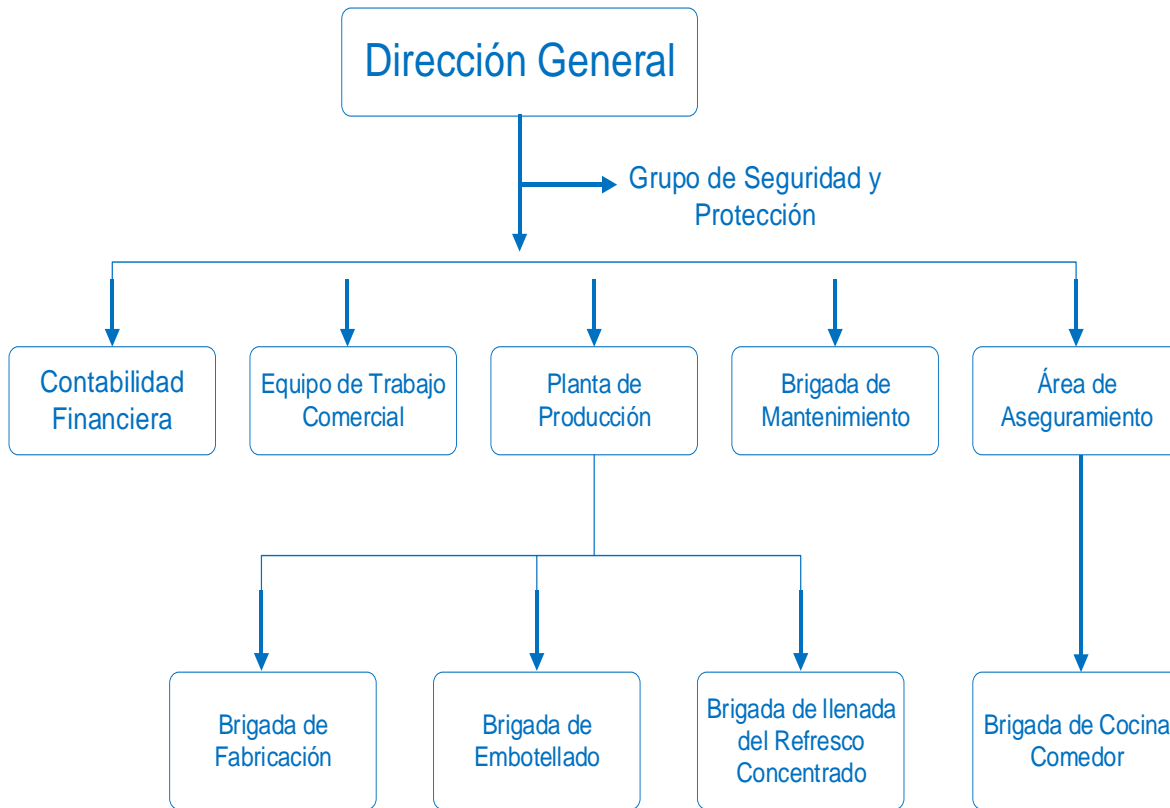 Dirección General
Grupo de Seguridad y
Protección
Contabilidad
Financiera
Equipo de Trabajo
Comercial
Planta de
Producción
Brigada de
Mantenimiento
Área de
Aseguramiento
Brigada de
Fabricación
Brigada de
Embotellado
Brigada de llenada
del Refresco
Concentrado
Brigada de Cocina
Comedor